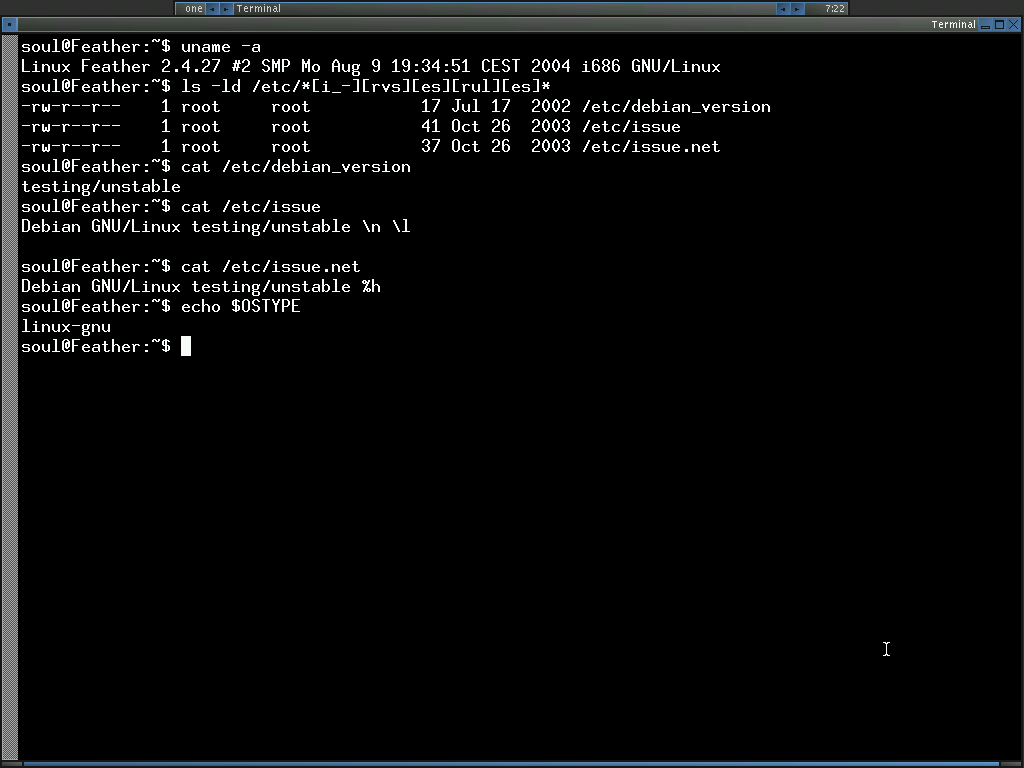 one Terminal 7:22
Terminal
soul@Feather:~$ uname -a
Linux Feather 2.4.27 #2 SMP Mo Aug 9 19:34:51 CEST 2004 i686 GNU/Linux
soul@Feather:~$ ls -ld /etc/*[i_-][rvs][es][rul][es]*
-rw-r--r--    1 root     root           17 Jul 17  2002 /etc/debian_version
-rw-r--r--    1 root     root           41 Oct 26  2003 /etc/issue
-rw-r--r--    1 root     root           37 Oct 26  2003 /etc/issue.net
soul@Feather:~$ cat /etc/debian_version
testing/unstable
soul@Feather:~$ cat /etc/issue
Debian GNU/Linux testing/unstable \n \l
soul@Feather:~$ cat /etc/issue.net
Debian GNU/Linux testing/unstable %h
soul@Feather:~$ echo $OSTYPE
linux-gnu
soul@Feather:~$